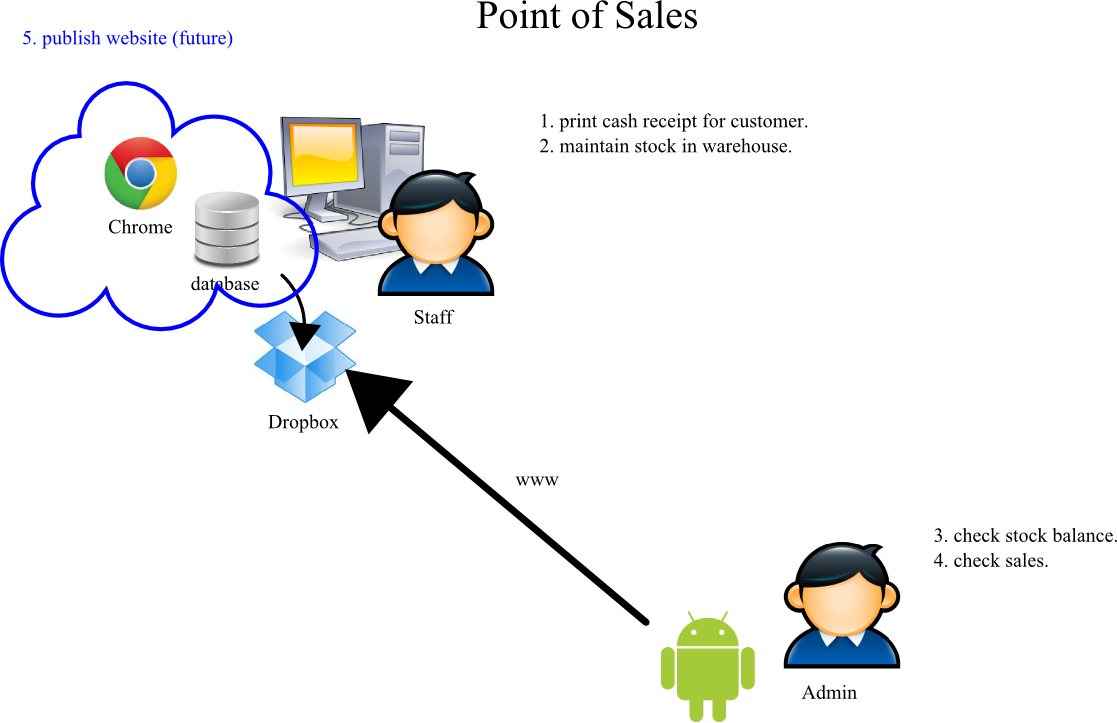 Point of Sales
5. publish website (future)
1. print cash receipt for customer.
2. maintain stock in warehouse.
Chrome
database
Staff
Dropbox
www
3. check stock balance.
4. check sales.
Admin